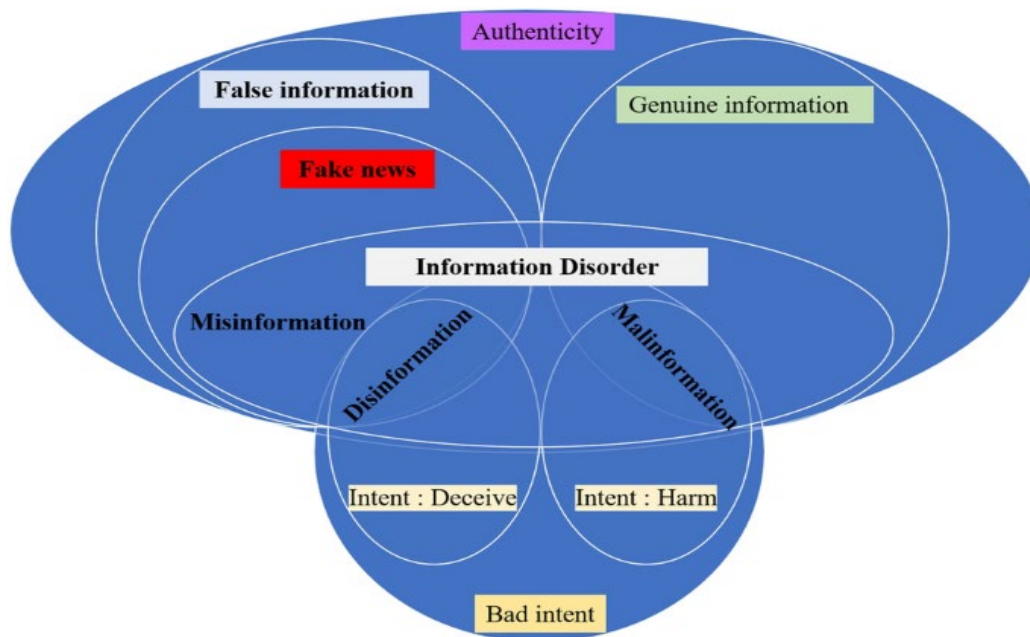 Authenticity
False information
Genuine information
Fake news
Information Disorder
Misinformation
Disinformation
Malinformation
Intent : Deceive
Intent : Harm
Bad intent